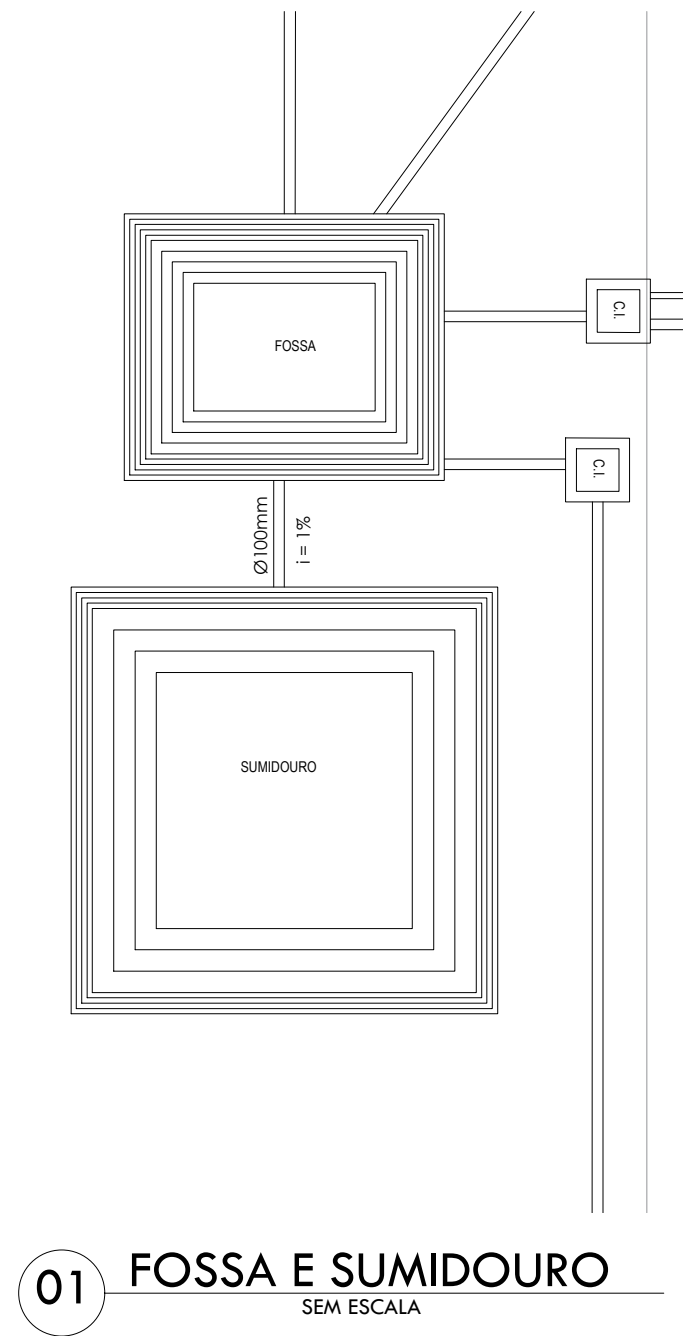 FOSSA
C.I.
C.I.
Ø100mm
i = 1%
SUMIDOURO
01
FOSSA E SUMIDOURO
SEM ESCALA